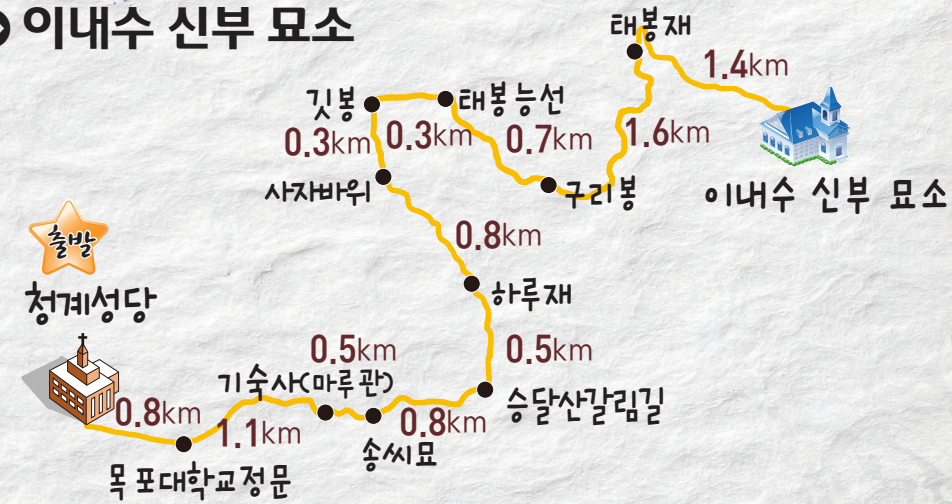 이내수 신부 묘소
출발
청계성당
0.8km
목포대학교정문
1.1km
기숙사(마루관)
0.5km
송씨묘
0.8km
승달산갈림길
0.5km
하루재
0.8km
사자바위
0.3km
깃봉
0.3km
태봉능선
0.7km
구리봉
1.6km
태봉재
1.4km
이내수 신부 묘소